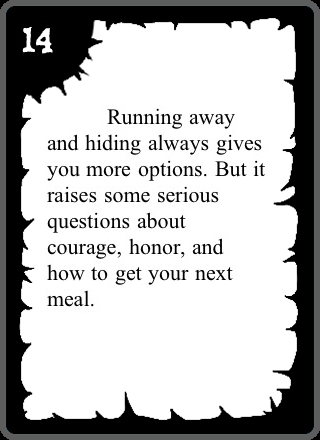 14
Running away
and hiding always gives
you more options. But it
raises some serious
questions about
courage, honor, and
how to get your next
meal.